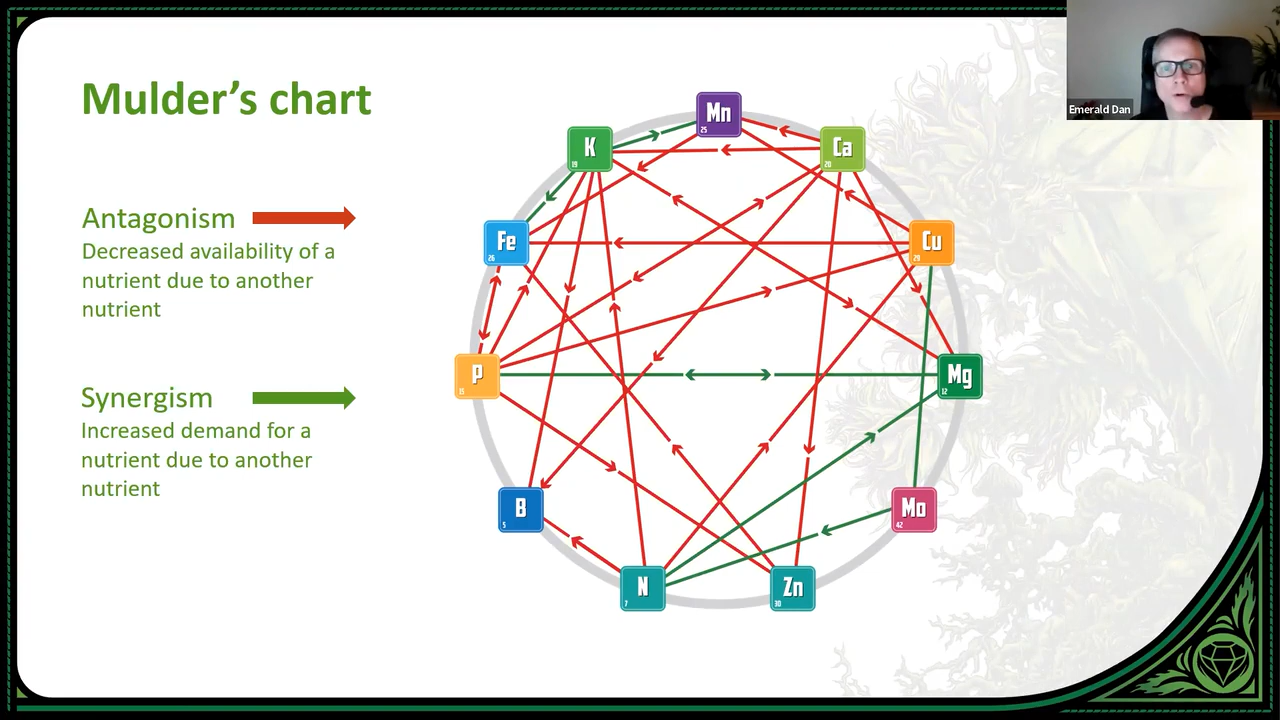 Mulder's chart
Emerald Dan
Antagonism
Decreased availability of a
nutrient due to another
nutrient
Synergism
Increased demand for a
nutrient due to another
nutrient
Mn
25
K
19
Ca
20
Fe
26
Cu
29
P
15
Mg
12
B
5
Mo
42
N
7
Zn
30